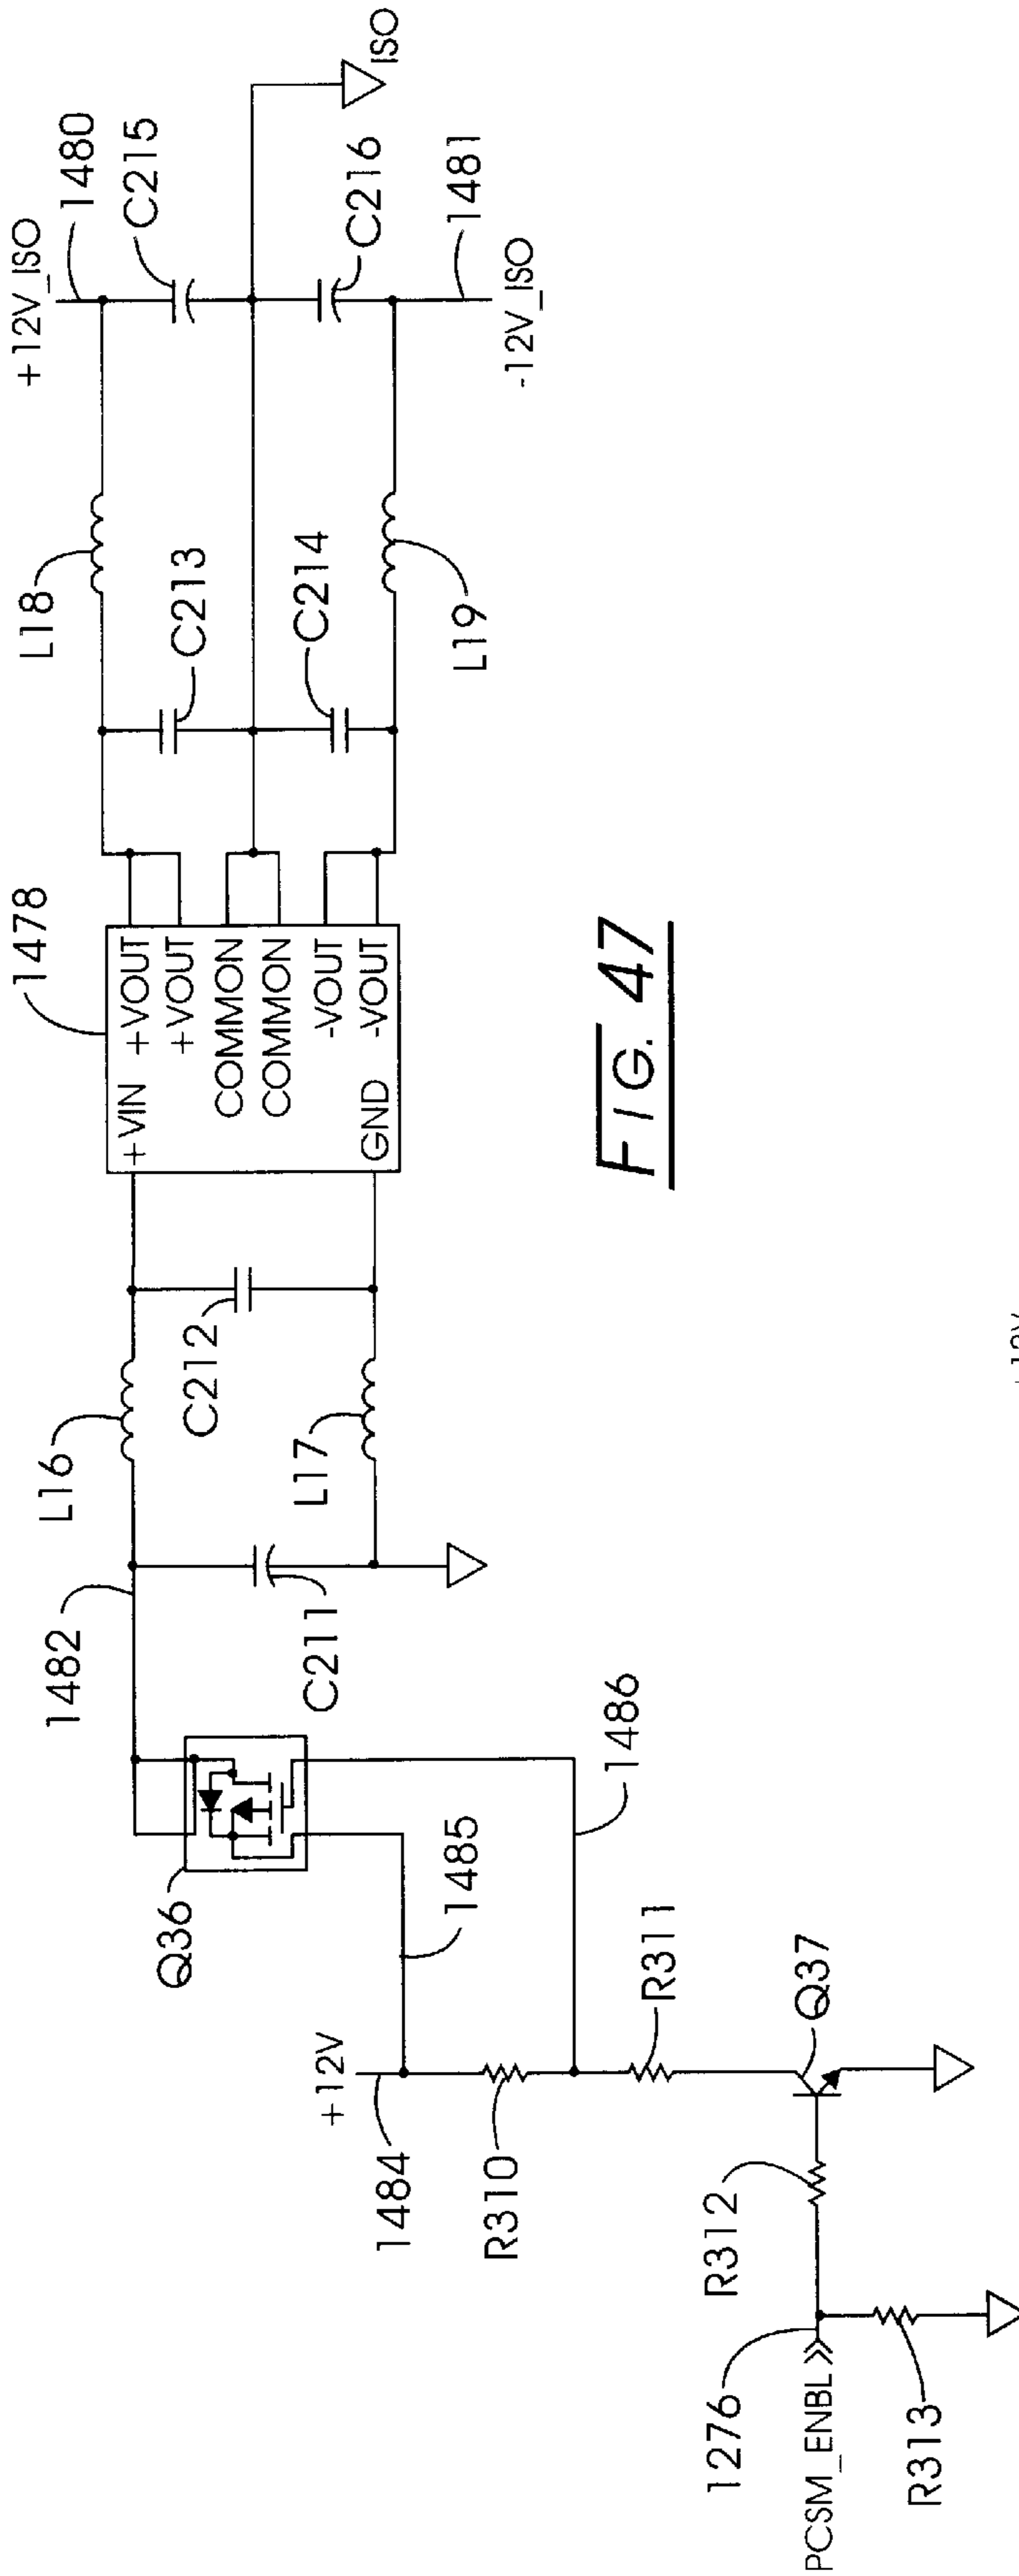 +12V_ISO
1480
C215
ISO
C216
1481
-12V_ISO
L18
C213
C214
L19
1478
+VIN +VOUT
+VOUT
COMMON
COMMON
-VOUT
GND -VOUT
L16
C212
L17
1482
C211
Q36
1485
1486
+12V
1484
R310
R311
Q37
R312
1276
PCSM_ENBL
R313
FIG. 47